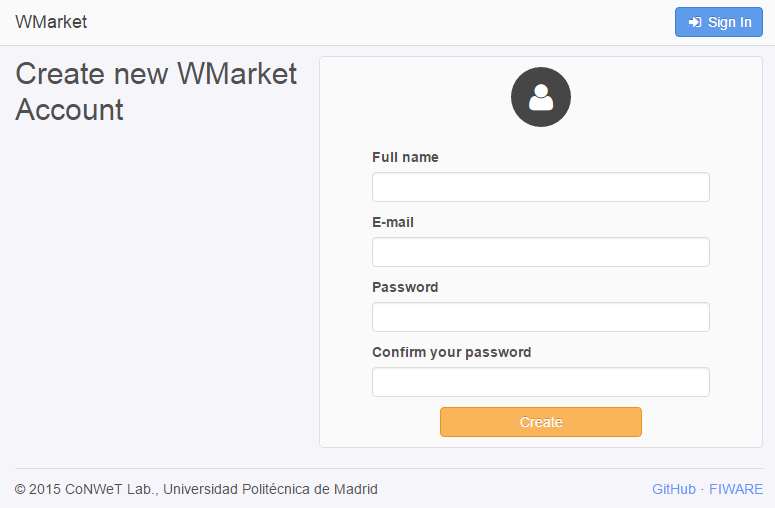 WMarket
Sign In
Create new WMarket
Account
Full name
E-mail
Password
Confirm your password
Create
© 2015 CoNWeT Lab., Universidad Politécnica de Madrid
GitHub · FIWARE